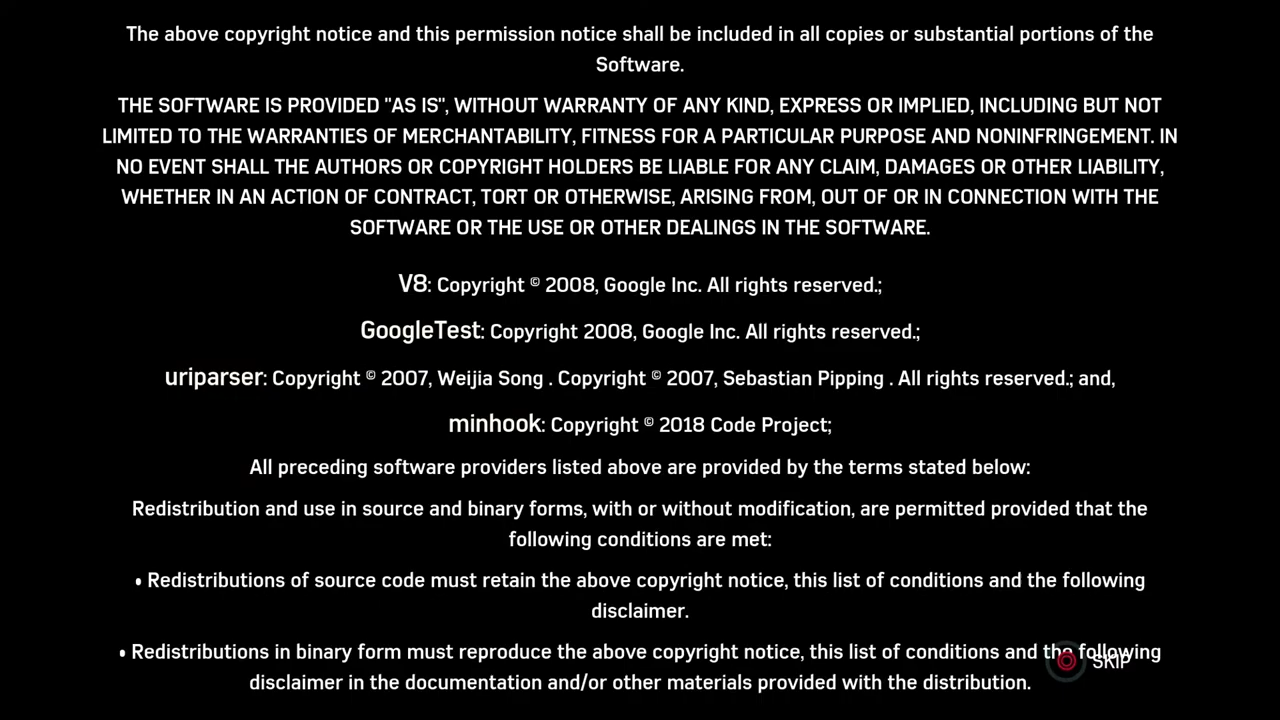 The above copyright notice and this permission notice shall be included in all copies or substantial portions of the
Software.
THE SOFTWARE IS PROVIDED "AS IS", WITHOUT WARRANTY OF ANY KIND, EXPRESS OR IMPLIED, INCLUDING BUT NOT
LIMITED TO THE WARRANTIES OF MERCHANTABILITY, FITNESS FOR A PARTICULAR PURPOSE AND NONINFRINGEMENT. IN
NO EVENT SHALL THE AUTHORS OR COPYRIGHT HOLDERS BE LIABLE FOR ANY CLAIM, DAMAGES OR OTHER LIABILITY,
WHETHER IN AN ACTION OF CONTRACT, TORT OR OTHERWISE, ARISING FROM, OUT OF OR IN CONNECTION WITH THE
SOFTWARE OR THE USE OR OTHER DEALINGS IN THE SOFTWARE.
V8: Copyright © 2008, Google Inc. All rights reserved.;
GoogleTest: Copyright 2008, Google Inc. All rights reserved.;
uriparser: Copyright © 2007, Weijia Song . Copyright © 2007, Sebastian Pipping . All rights reserved.; and,
minhook: Copyright © 2018 Code Project;
All preceding software providers listed above are provided by the terms stated below:
Redistribution and use in source and binary forms, with or without modification, are permitted provided that the
following conditions are met:
• Redistributions of source code must retain the above copyright notice, this list of conditions and the following
disclaimer.
• Redistributions in binary form must reproduce the above copyright notice, this list of conditions and the following
SKIP
disclaimer in the documentation and/or other materials provided with the distribution.